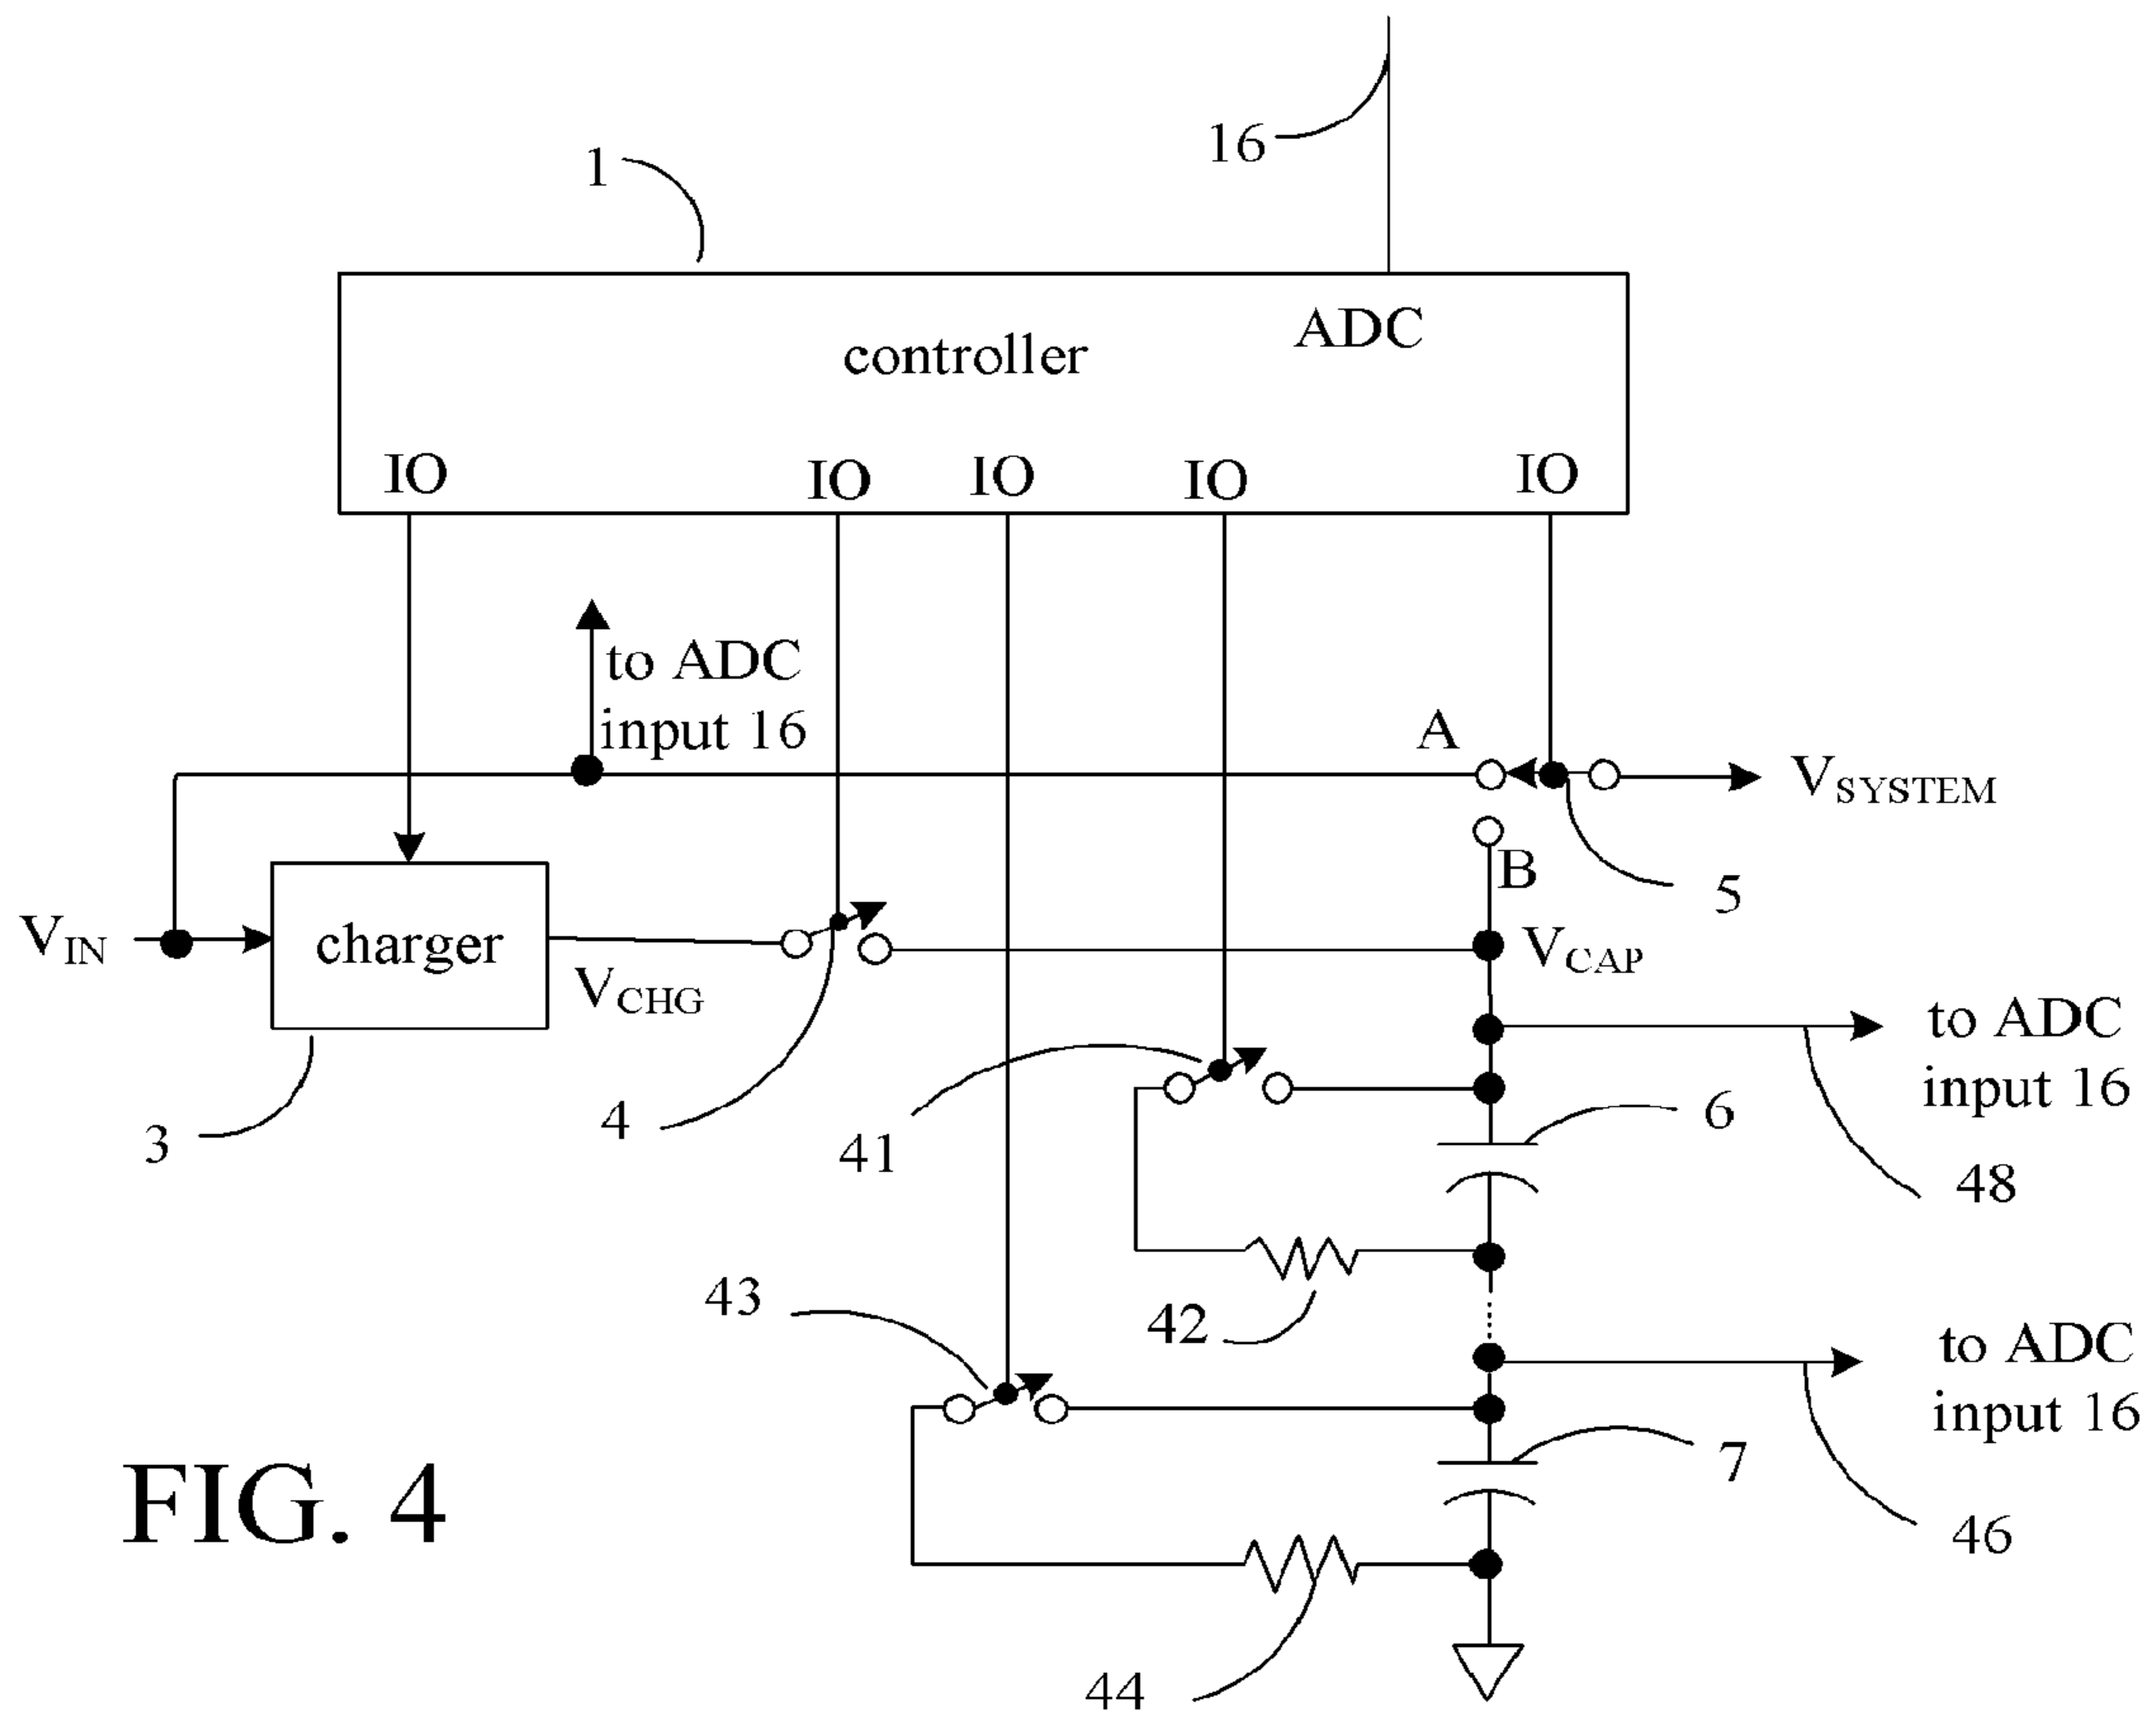 16
1
ADC
controller
IO IO IO IO IO
to ADC
input 16
A
VSYSTEM
B
5
VIN
charger
VCHG
VCAP
to ADC
input 16
3
4
41
6
48
43
42
to ADC
input 16
7
46
FIG. 4
44